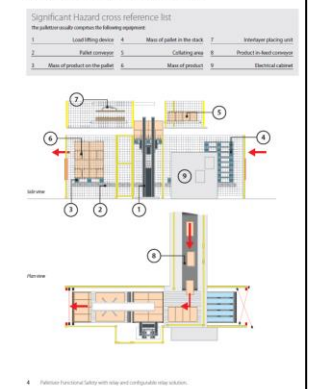 Significant Hazard cross reference list
The palletizer usually comprises the following equipment:
1 Load lifting device 4 Mass of pallet in the stack 7 Interlayer placing unit
2 Pallet conveyor 5 Collating area 8 Product in-feed conveyor
3 Mass of product on the pallet 6 Mass of product 9 Electrical cabinet
7
5
6
4
9
Side view
3
2
1
8
Plan view
4 Palletizer Functional Safety with relay and configurable relay solution.